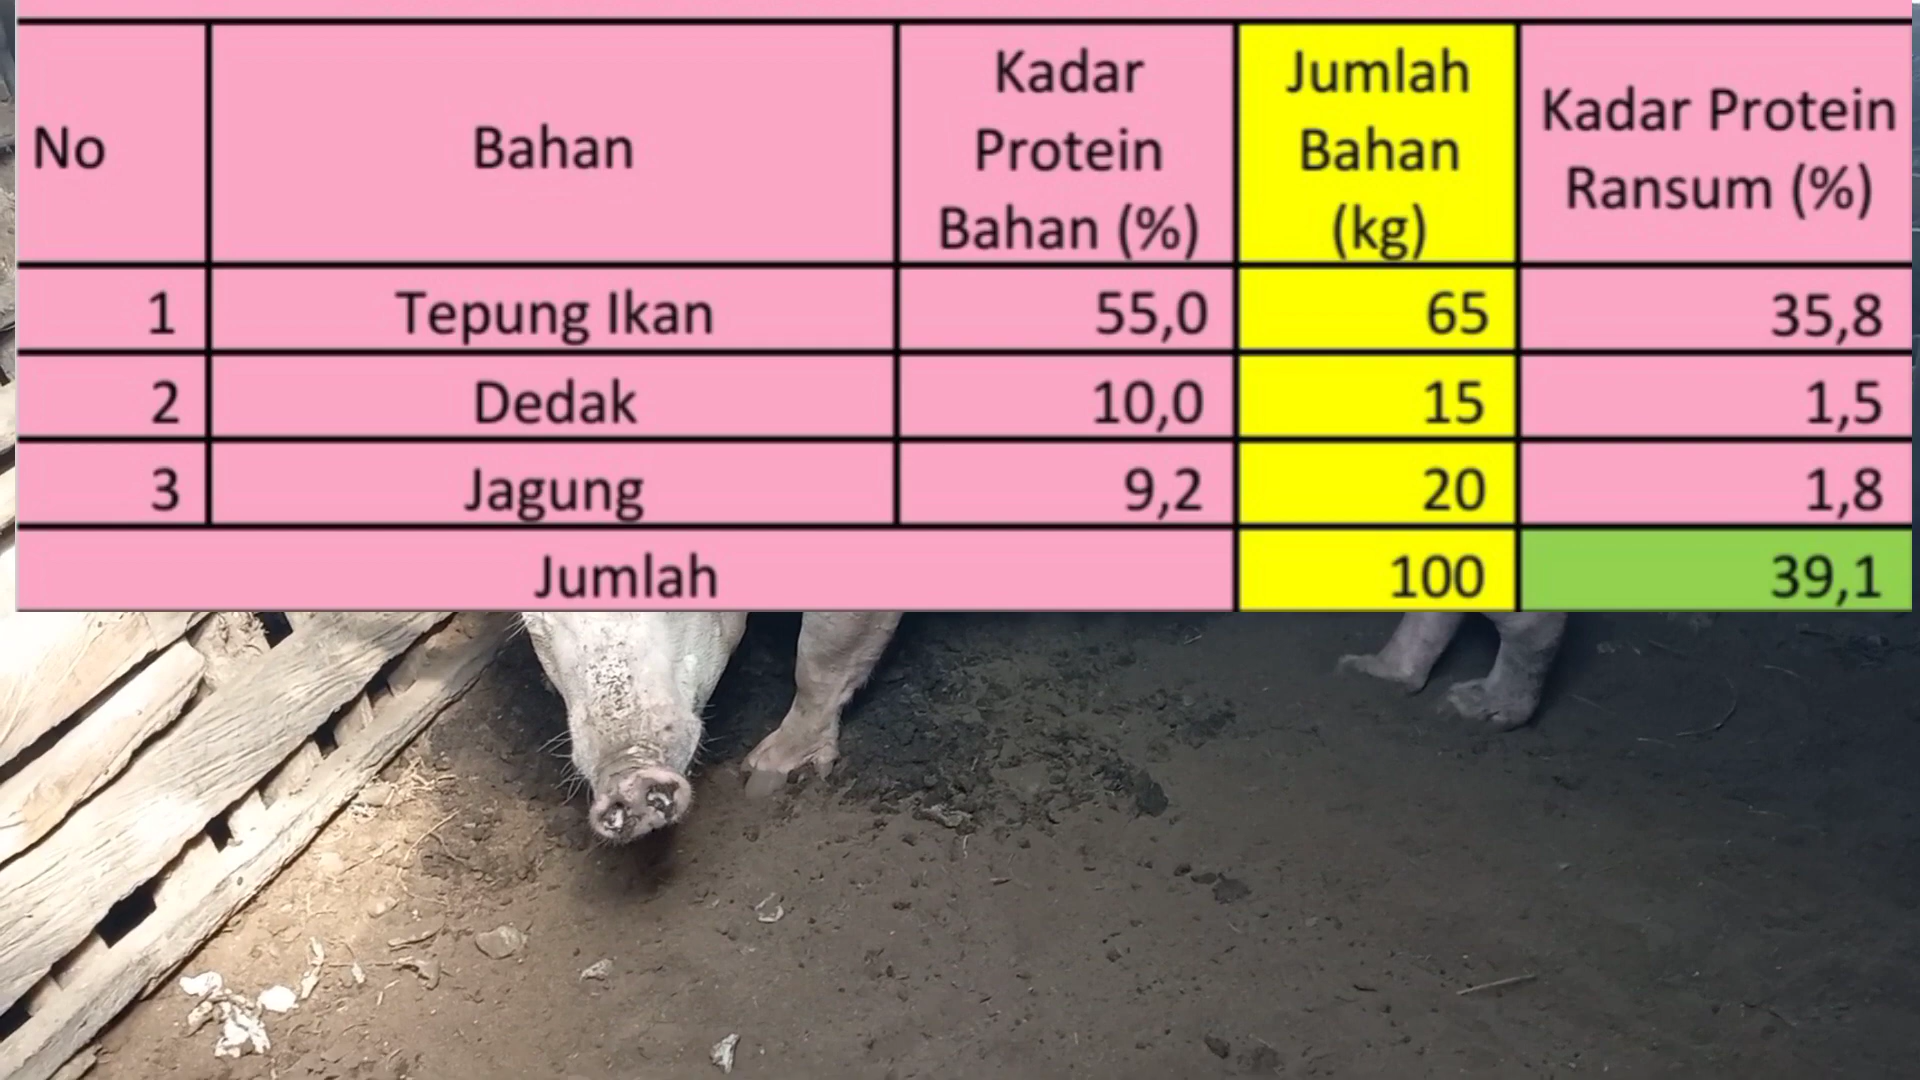 No Bahan Kadar Protein Bahan (%) Jumlah Bahan (kg) Kadar Protein Ransum (%)
1 Tepung Ikan 55,0 65 35,8
2 Dedak 10,0 15 1,5
3 Jagung 9,2 20 1,8
Jumlah 100 39,1